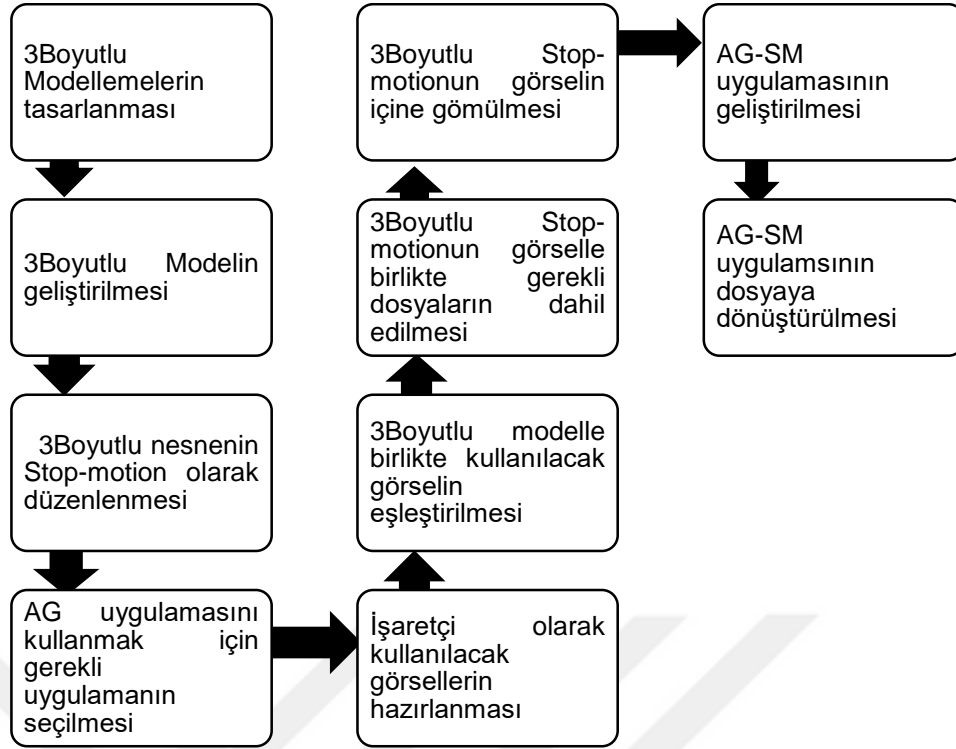 3Boyutlu
Modellemelerin
tasarlanması
3Boyutlu Modelin
geliştirilmesi
3Boyutlu nesnenin
Stop-motion olarak
düzenlenmesi
AG uygulamasını
kullanmak için
gerekli
uygulamanın
seçilmesi
İşaretçi olarak
kullanılacak
görsellerin
hazırlanması
3Boyutlu modelle
birlikte kullanılacak
görselin
eşleştirilmesi
3Boyutlu Stop-
motionun görselle
birlikte gerekli
dosyaların dahil
edilmesi
3Boyutlu Stop-
motionun görselin
içine gömülmesi
AG-SM
uygulamasının
geliştirilmesi
AG-SM
uygulamsının
dosyaya
dönüştürülmesi